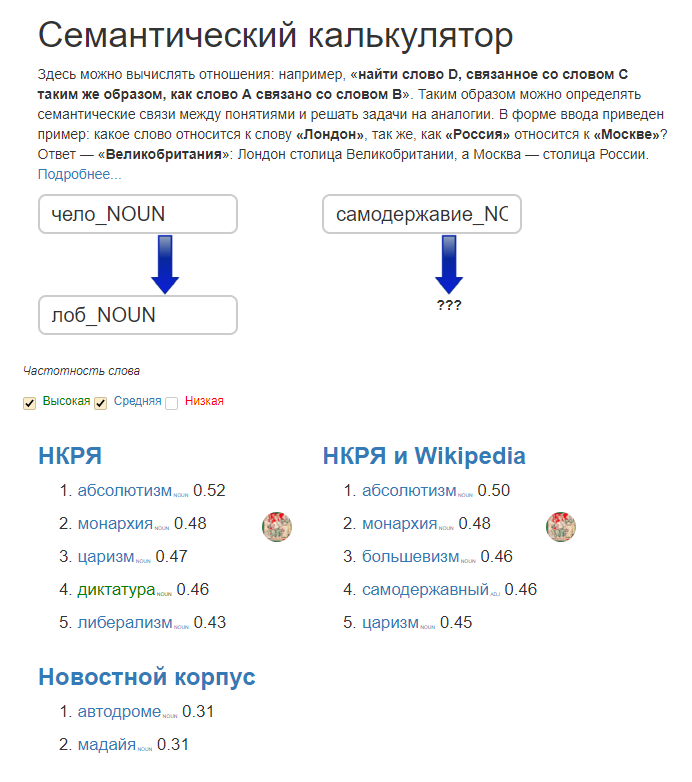 Семантический калькулятор
Здесь можно вычислять отношения: например, «найти слово D, связанное со словом C
таким же образом, как слово A связано со словом B». Таким образом можно определять
семантические связи между понятиями и решать задачи на аналогии. В форме ввода приведен
пример: какое слово относится к слову «Лондон», так же, как «Россия» относится к «Москве»?
Ответ — «Великобритания»: Лондон столица Великобритании, а Москва — столица России.
Подробнее...
чело_NOUN самодержавие_NO
лоб_NOUN ???
Частотность слова
Высокая Средняя Низкая
НКРЯ
1. абсолютизм NOUN 0.52
2. монархия NOUN 0.48
3. царизм NOUN 0.47
4. диктатура NOUN 0.46
5. либерализм NOUN 0.43
НКРЯ и Wikipedia
1. абсолютизм NOUN 0.50
2. монархия NOUN 0.48
3. большевизм NOUN 0.46
4. самодержавный ADJ 0.46
5. царизм NOUN 0.45
Новостной корпус
1. автодроме NOUN 0.31
2. мадайя NOUN 0.31